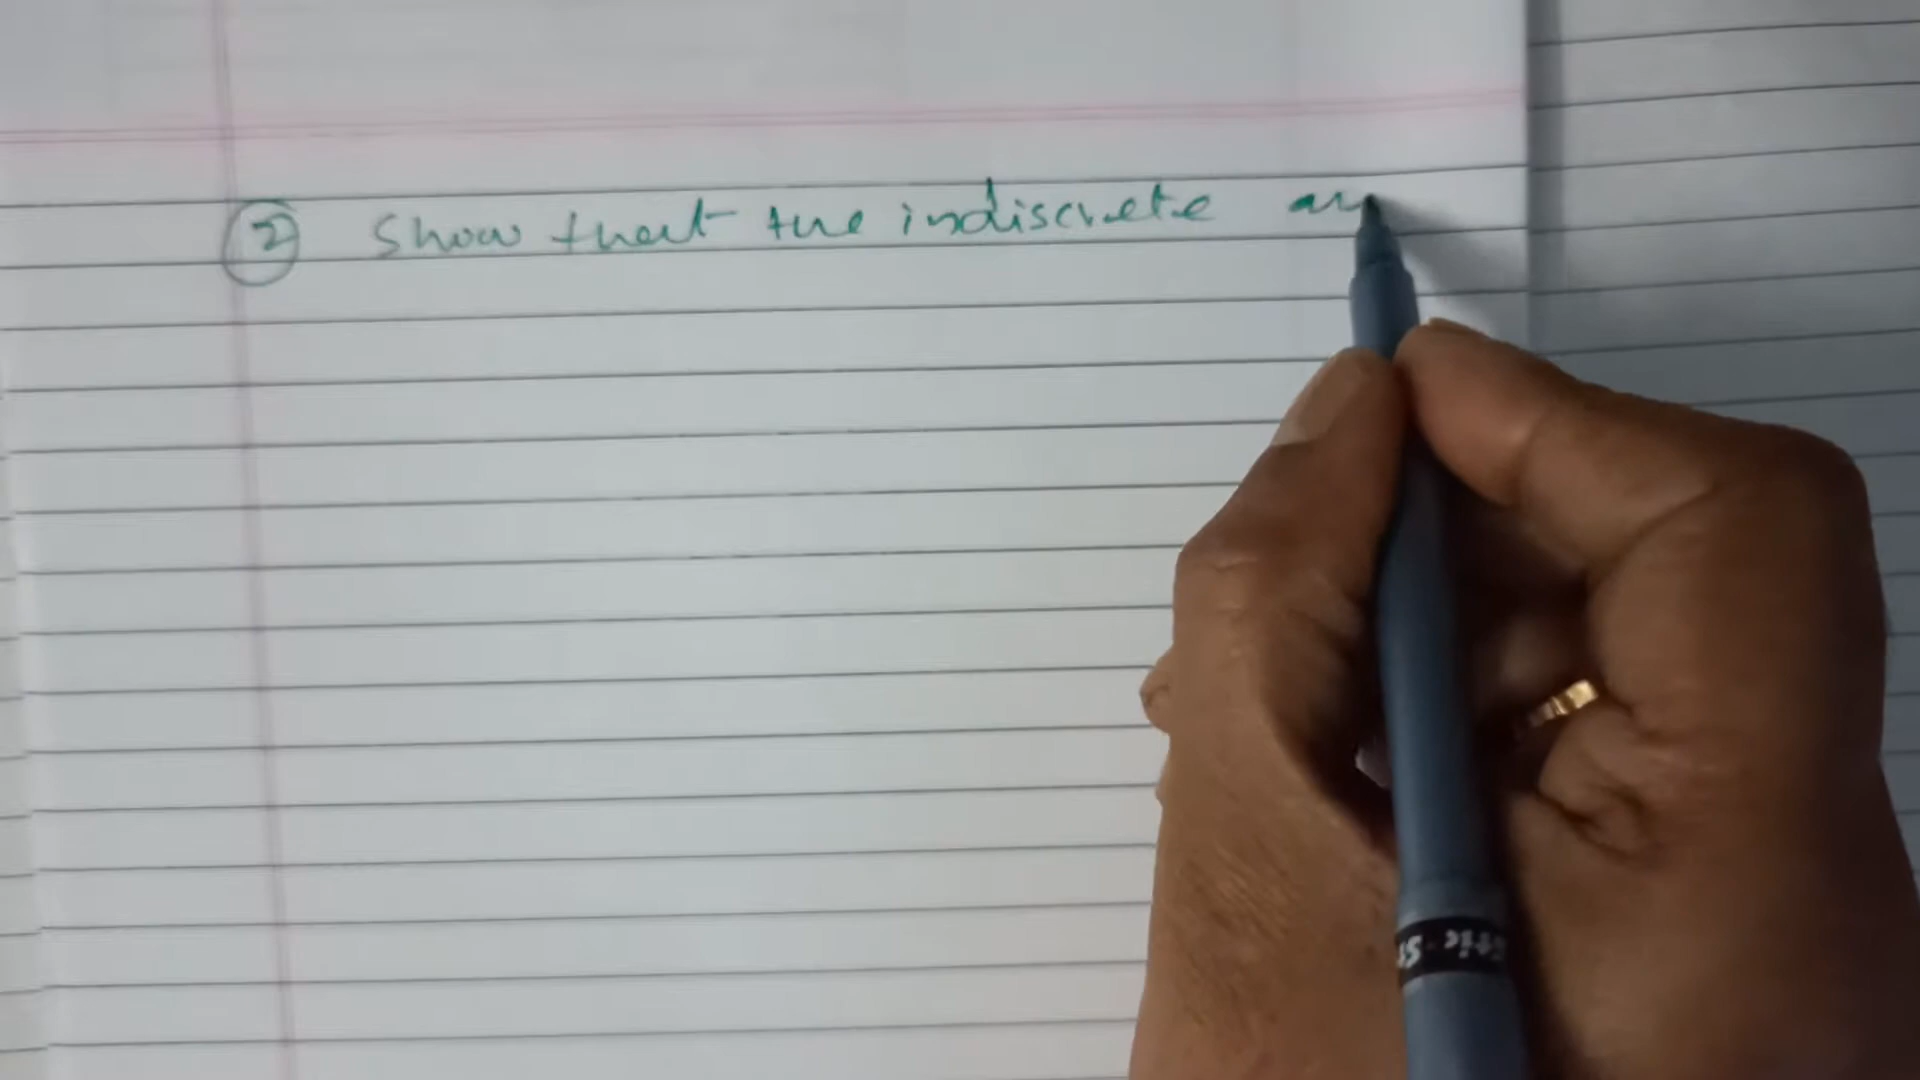 ② Show that the indiscrete